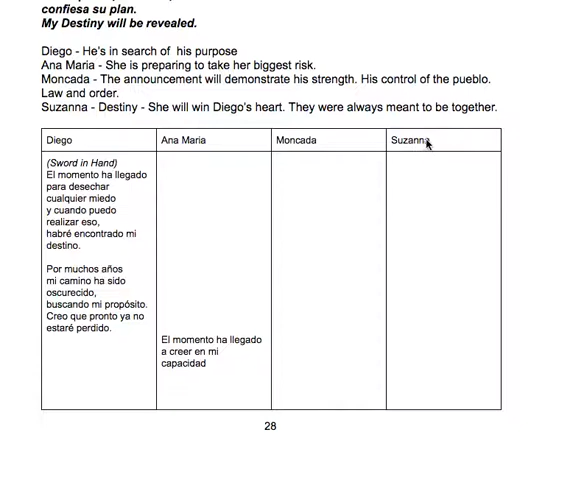 confiesa su plan.
My Destiny will be revealed.
Diego - He's in search of his purpose
Ana Maria - She is preparing to take her biggest risk.
Moncada - The announcement will demonstrate his strength. His control of the pueblo.
Law and order.
Suzanna - Destiny - She will win Diego's heart. They were always meant to be together.
Diego
Ana Maria
Moncada
Suzanna
(Sword in Hand)
El momento ha llegado
para desechar
cualquier miedo
y cuando puedo
realizar eso,
habré encontrado mi
destino.
Por muchos años
mi camino ha sido
oscurecido,
buscando mi propósito.
Creo que pronto ya no
estaré perdido.
El momento ha llegado
a creer en mi
capacidad
28